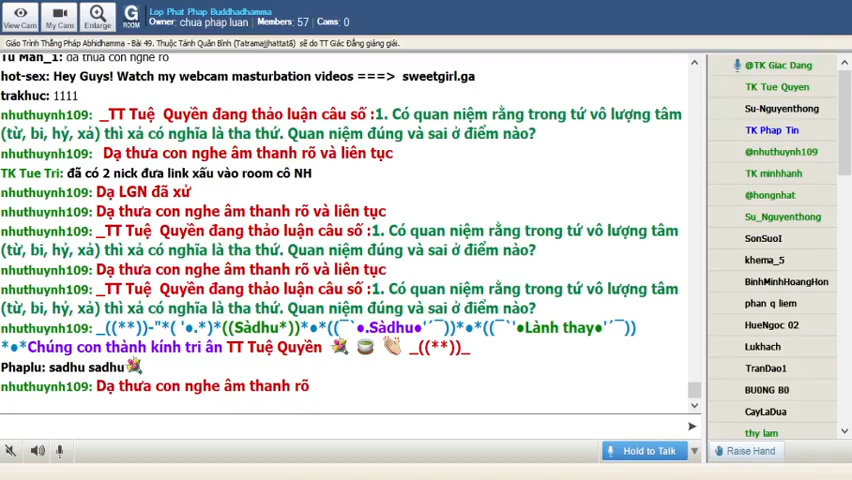 View Cam
My Cam
Enlarge
G ROOM
Lop Phat Phap Buddhadhamma
Owner: chua phap luan Members: 57 Cams: 0
Giáo Trình Thắng Pháp Abhidhamma - Bài 49. Thuộc Tánh Quân Bình (Tatramajjhattatā) sẽ do TT Giác Đẳng giảng giải.
hot-sex: Hey Guys! Watch my webcam masturbation videos ===> sweetgirl.ga
trakhuc: 1111
nhuthuynh109: _TT Tuệ Quyền đang thảo luận câu số :1. Có quan niệm rằng trong tứ vô lượng tâm
(từ, bi, hỷ, xả) thì xả có nghĩa là tha thứ. Quan niệm đúng và sai ở điểm nào?
nhuthuynh109: Dạ thưa con nghe âm thanh rõ và liên tục
TK Tue Tri: đã có 2 nick đưa link xấu vào room cô NH
nhuthuynh109: Dạ LGN đã xử
nhuthuynh109: Dạ thưa con nghe âm thanh rõ và liên tục
nhuthuynh109: _TT Tuệ Quyền đang thảo luận câu số :1. Có quan niệm rằng trong tứ vô lượng tâm
(từ, bi, hỷ, xả) thì xả có nghĩa là tha thứ. Quan niệm đúng và sai ở điểm nào?
nhuthuynh109: Dạ thưa con nghe âm thanh rõ và liên tục
nhuthuynh109: _TT Tuệ Quyền đang thảo luận câu số :1. Có quan niệm rằng trong tứ vô lượng tâm
(từ, bi, hỷ, xả) thì xả có nghĩa là tha thứ. Quan niệm đúng và sai ở điểm nào?
nhuthuynh109: _((**))-"*( '●.*)*((Sàdhu*))*●*((¯`'●.Sàdhu●'´¯))*●*((¯`'●Lành thay●'´¯))
*●*Chúng con thành kính tri ân TT Tuệ Quyền 💐 🍵 👏 _((**))_
Phaplu: sadhu sadhu💐
nhuthuynh109: Dạ thưa con nghe âm thanh rõ
Hold to Talk
@TK Giac Dang
TK Tue Quyen
Su-Nguyenthong
TK Phap Tin
@nhuthuynh109
TK minhhanh
@hongnhat
Su_Nguyenthong
SonSuoI
khema_5
BinhMinhHoangHon
phan q liem
HueNgoc 02
Lukhach
TranDao1
BU0NG B0
CayLaDua
thy lam
Raise Hand